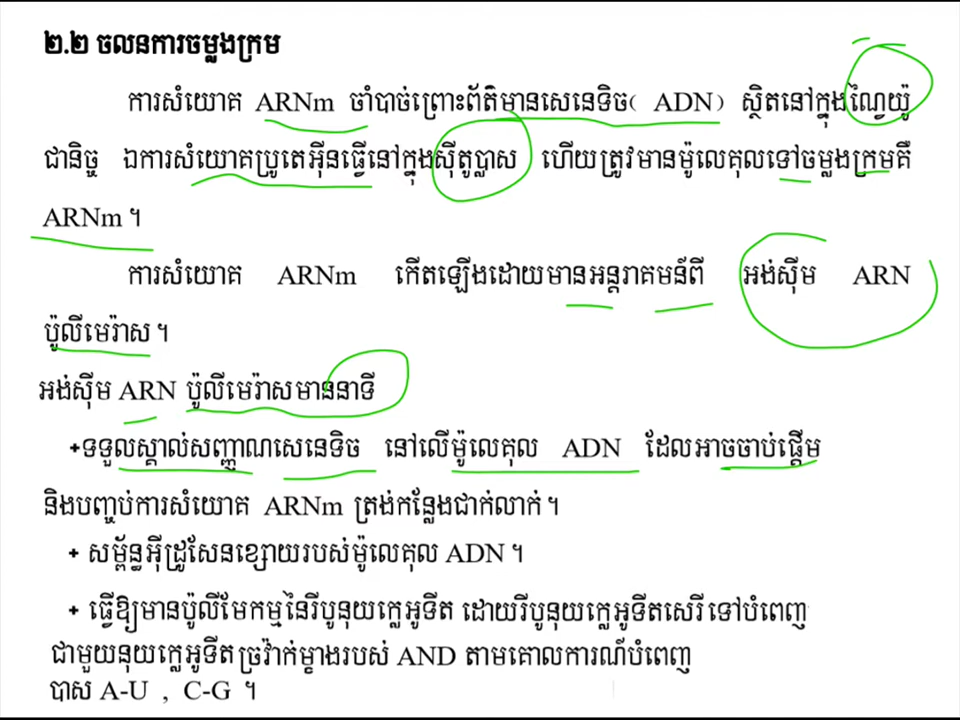 ២.២ ចលនការចម្លងក្រម
ការសំយោគ ARNm ចាំបាច់ព្រោះព័ត៌មានសេនេទិច( ADN) ស្ថិតនៅក្នុងណ្វៃយ៉ូ
ជានិច្ច ឯការសំយោគប្រូតេអ៊ីនធ្វើនៅក្នុងស៊ីតូប្លាស ហើយត្រូវមានម៉ូលេគុលទៅចម្លងក្រមគឺ
ARNm ។
ការសំយោគ ARNm កើតឡើងដោយមានអន្តរាគមន៍ពី អង់ស៊ីម ARN
ប៉ូលីមេរ៉ាស ។
អង់ស៊ីម ARN ប៉ូលីមេរ៉ាសមាននាទី
+ទទួលស្គាល់សញ្ញាណសេនេទិច នៅលើម៉ូលេគុល ADN ដែលអាចចាប់ផ្តើម
និងបញ្ចប់ការសំយោគ ARNm ត្រង់កន្លែងជាក់លាក់ ។
+ សម្ព័ន្ធអ៊ីដ្រូសែនខ្សោយរបស់ម៉ូលេគុល ADN ។
+ ធ្វើឱ្យមានប៉ូលីមែកម្មនៃរីបូនុយក្លេអូទីត ដោយរីបូនុយក្លេអូទីតសេរី ទៅបំពេញ
ជាមួយនុយក្លេអូទីតច្រវ៉ាក់ម្ខាងរបស់ AND តាមគោលការណ៍បំពេញ
បាស A-U , C-G ។